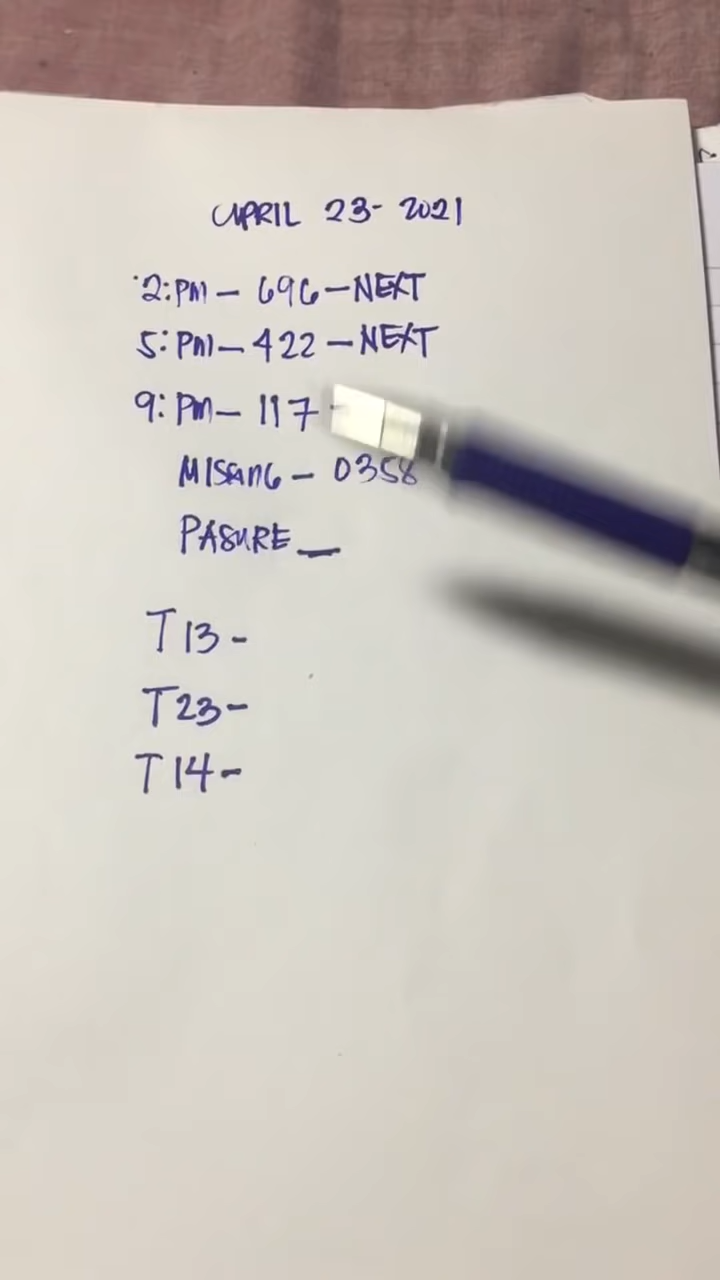 APRIL 23- 2021
2:PM - 696 - NEXT
5:PM - 422 - NEXT
9:PM - 117 -
MISSING - 0358
PASURE _
T13-
T23-
T14-